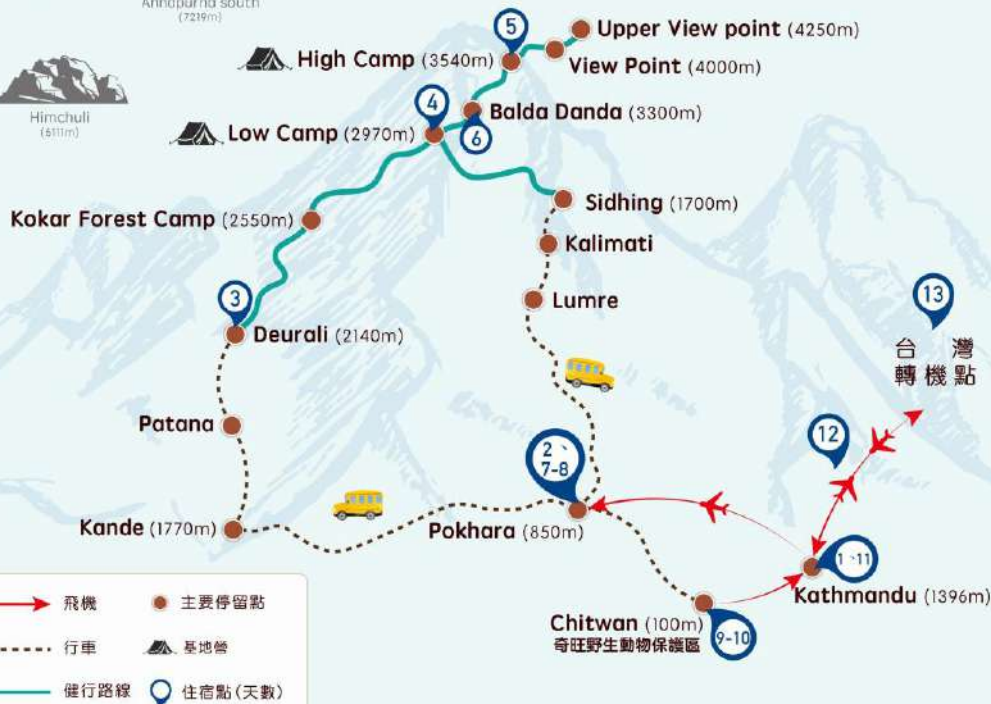 Annapurna south
(7219m)
5
Upper View point (4250m)
High Camp (3540m)
View Point (4000m)
Himchuli
(6111m)
4
Balda Danda (3300m)
Low Camp (2970m)
6
Sidhing (1700m)
Kokar Forest Camp (2550m)
Kalimati
3
Lumre
13
Deurali (2140m)
台 灣
轉機點
Patana
12
2、
7-8
Kande (1770m)
Pokhara (850m)
1、11
Kathmandu (1396m)
Chitwan (100m)
奇旺野生動物保護區
9-10
飛機
主要停留點
行車
基地營
健行路線
住宿點(天數)